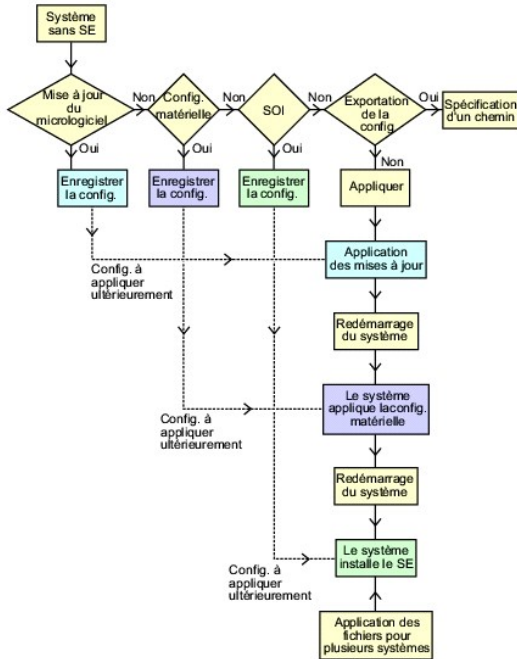 Système
sans SE
Mise à jour
du
micrologiciel
Non
Config.
matérielle
Non
SOI
Non
Exportation
de la
config.
Oui
Spécification
d'un chemin
Oui
Oui
Oui
Non
Enregistrer
la config.
Enregistrer
la config.
Enregistrer
la config.
Appliquer
Config. à
appliquer
ultérieurement
Application
des mises à jour
Redémarrage
du système
Config. à
appliquer
ultérieurement
Le système
applique laconfig.
matérielle
Redémarrage
du système
Config. à
appliquer
ultérieurement
Le système
installe le SE
Application des
fichiers pour
plusieurs systèmes